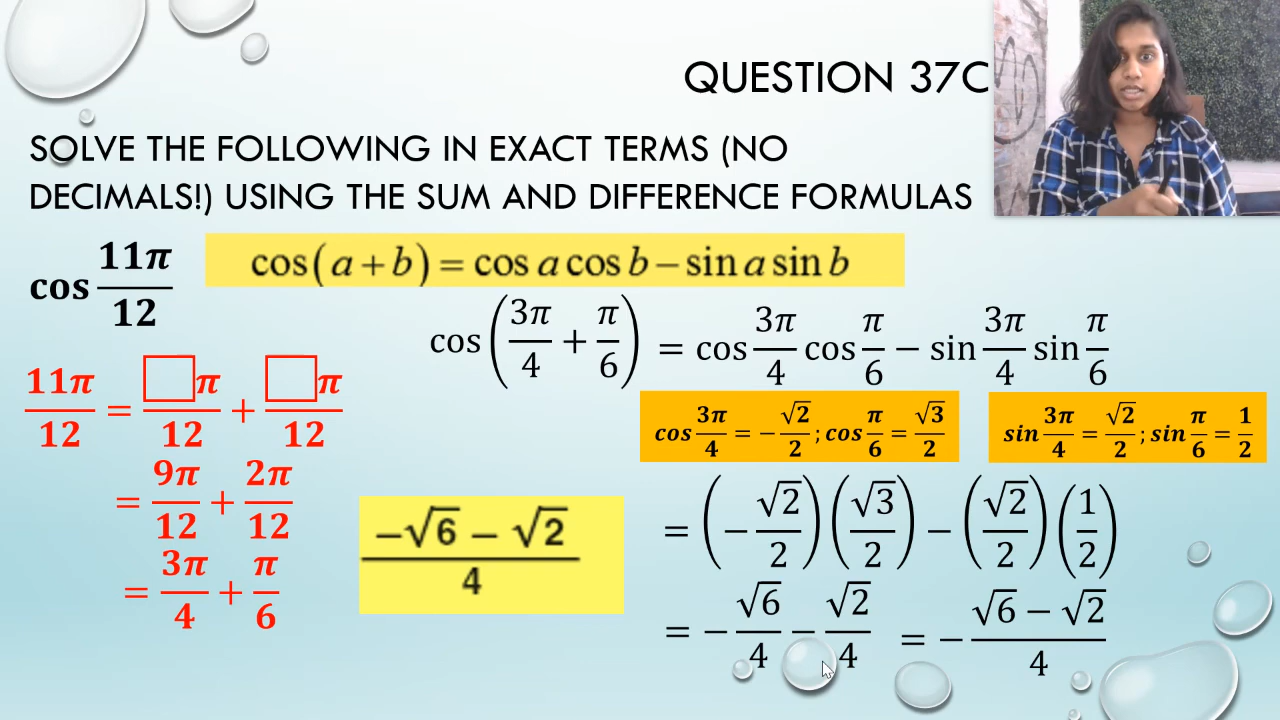 QUESTION 37C
SOLVE THE FOLLOWING IN EXACT TERMS (NO
DECIMALS!) USING THE SUM AND DIFFERENCE FORMULAS
cos 11π/12
cos(a+b) = cos a cos b − sin a sin b
cos(3π/4 + π/6) = cos 3π/4 cos π/6 − sin 3π/4 sin π/6
11π/12 = □π/12 + □π/12
= 9π/12 + 2π/12
= 3π/4 + π/6
cos 3π/4 = −√2/2 ; cos π/6 = √3/2
sin 3π/4 = √2/2 ; sin π/6 = 1/2
= (−√2/2)(√3/2) − (√2/2)(1/2)
(−√6 − √2)/4
= −√6/4 − √2/4 = −(√6 − √2)/4